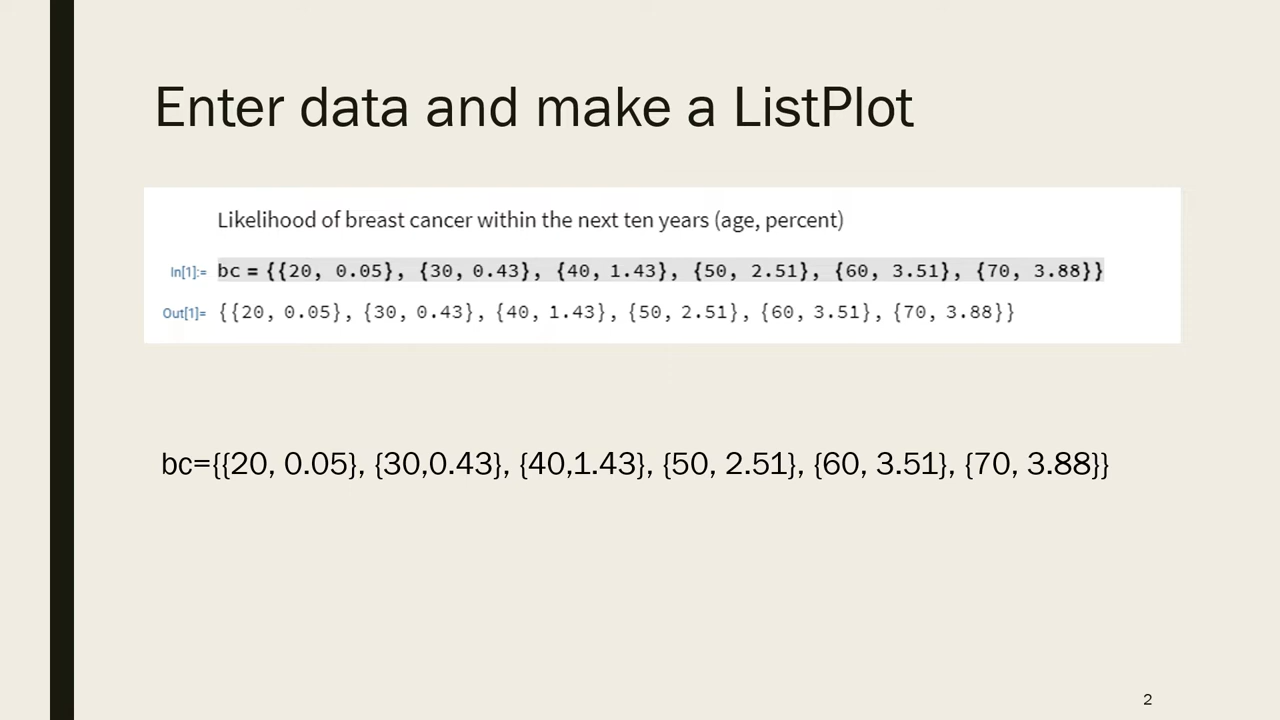 Enter data and make a ListPlot
Likelihood of breast cancer within the next ten years (age, percent)
In[1]:= bc = {{20, 0.05}, {30, 0.43}, {40, 1.43}, {50, 2.51}, {60, 3.51}, {70, 3.88}}
Out[1]= {{20, 0.05}, {30, 0.43}, {40, 1.43}, {50, 2.51}, {60, 3.51}, {70, 3.88}}
bc={{20, 0.05}, {30,0.43}, {40,1.43}, {50, 2.51}, {60, 3.51}, {70, 3.88}}
2